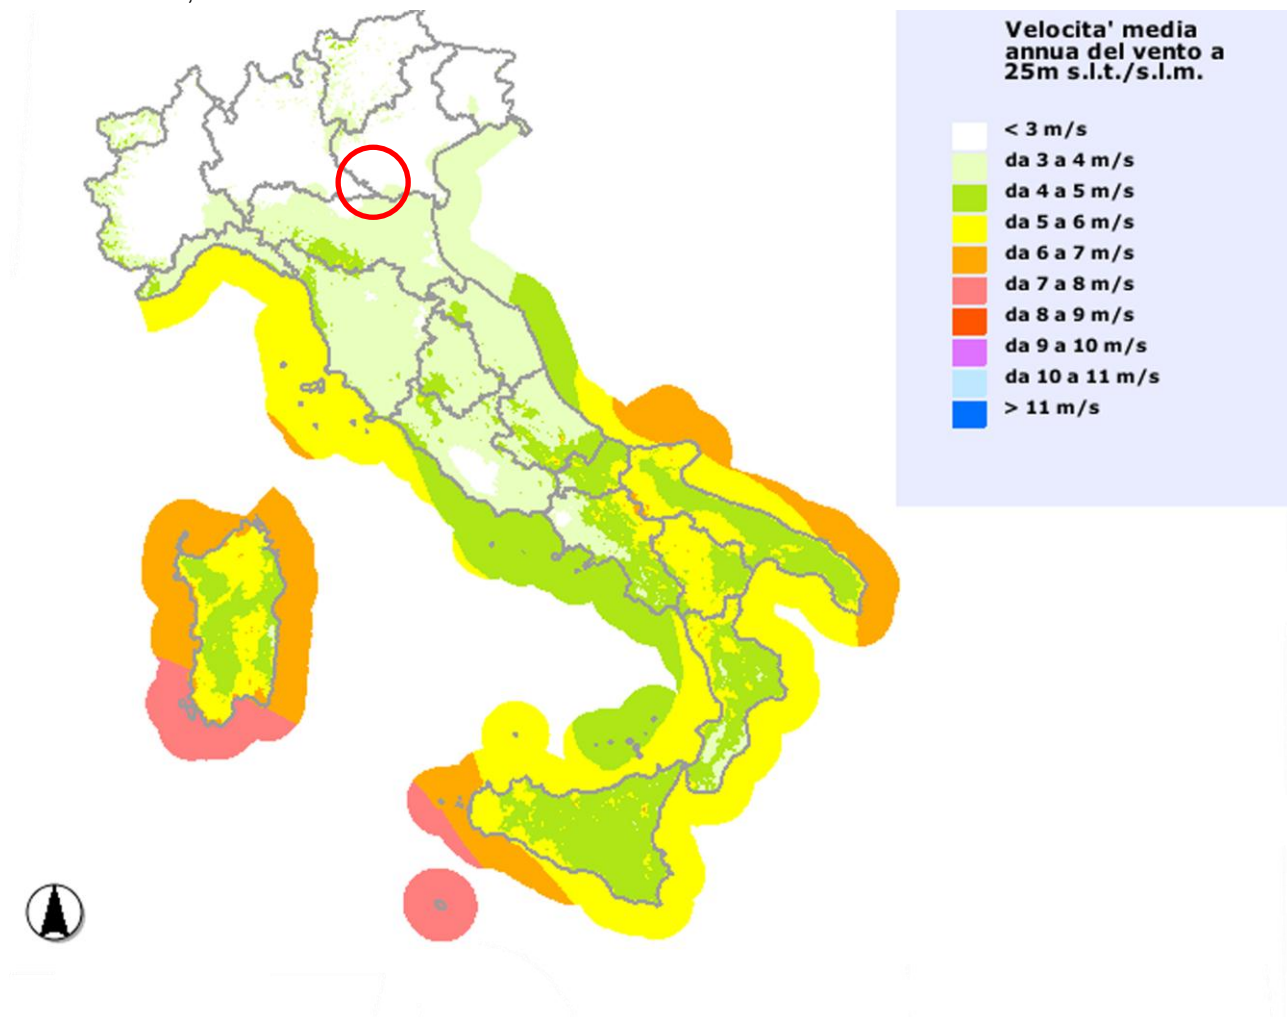 Velocita' media
annua del vento a
25m s.l.t./s.l.m.
< 3 m/s
da 3 a 4 m/s
da 4 a 5 m/s
da 5 a 6 m/s
da 6 a 7 m/s
da 7 a 8 m/s
da 8 a 9 m/s
da 9 a 10 m/s
da 10 a 11 m/s
> 11 m/s